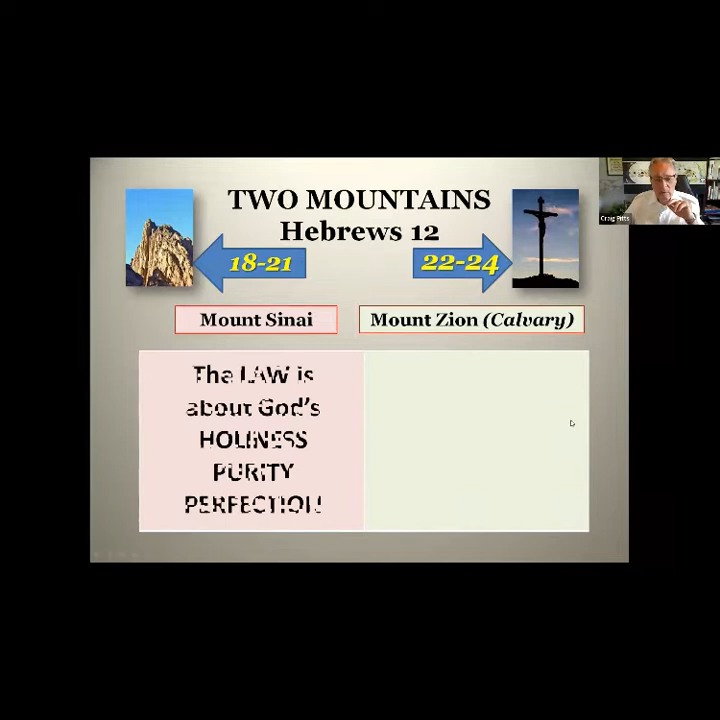 TWO MOUNTAINS
Hebrews 12
18-21
22-24
Craig Pitts
Mount Sinai
Mount Zion (Calvary)
The LAW is
about God's
HOLINESS
PURITY
PERFECTION